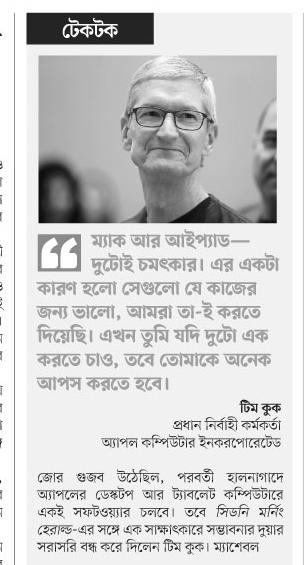 টেকটক
ম্যাক আর আইপ্যাড—
দুটোই চমৎকার। এর একটা
কারণ হলো সেগুলো যে কাজের
জন্য ভালো, আমরা তা-ই করতে
দিয়েছি। এখন তুমি যদি দুটো এক
করতে চাও, তবে তোমাকে অনেক
আপস করতে হবে।
টিম কুক
প্রধান নির্বাহী কর্মকর্তা
অ্যাপল কম্পিউটার ইনকরপোরেটেড
জোর গুজব উঠেছিল, পরবর্তী হালনাগাদে
অ্যাপলের ডেস্কটপ আর ট্যাবলেট কম্পিউটারে
একই সফটওয়্যার চলবে। তবে সিডনি মর্নিং
হেরাল্ড-এর সঙ্গে এক সাক্ষাৎকারে সম্ভাবনার দুয়ার
সরাসরি বন্ধ করে দিলেন টিম কুক। ম্যাশেবল